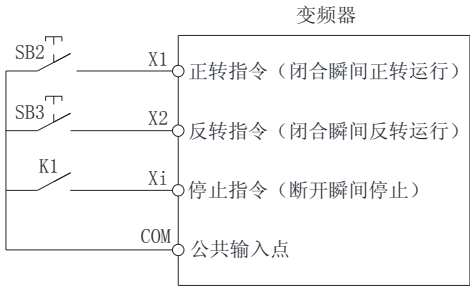 变频器
SB2
X1
正转指令（闭合瞬间正转运行）
SB3
X2
反转指令（闭合瞬间反转运行）
K1
Xi
停止指令（断开瞬间停止）
COM
公共输入点